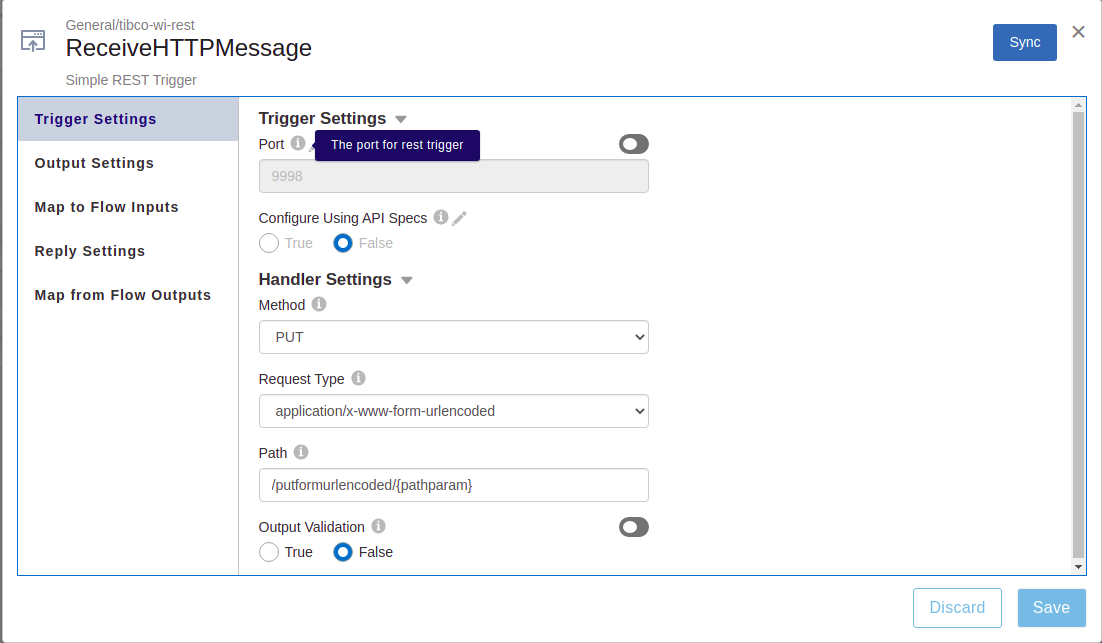 General/tibco-wi-rest
ReceiveHTTPMessage
Simple REST Trigger
Sync
Trigger Settings
Output Settings
Map to Flow Inputs
Reply Settings
Map from Flow Outputs
Trigger Settings
Port
The port for rest trigger
9998
Configure Using API Specs
True False
Handler Settings
Method
PUT
Request Type
application/x-www-form-urlencoded
Path
/putformurlencoded/{pathparam}
Output Validation
True False
Discard Save